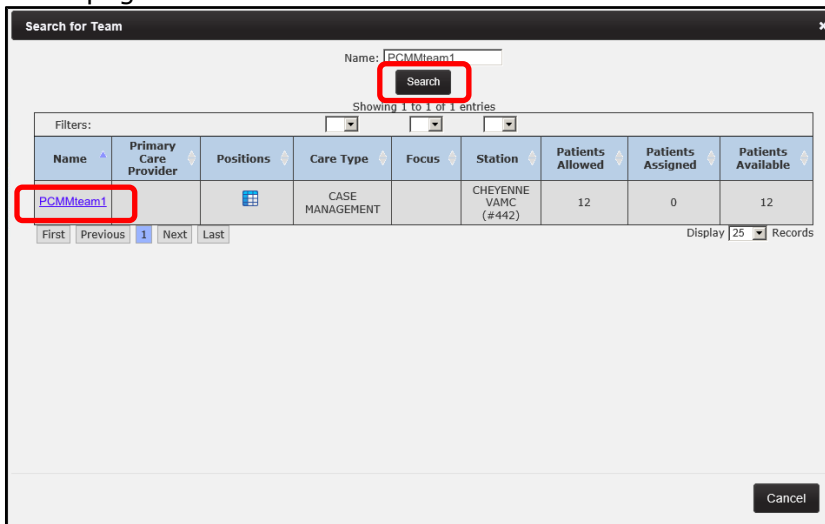 Search for Team x
Name: PCMMteam1
Search
Showing 1 to 1 of 1 entries
Filters:
Name Primary Care Provider Positions Care Type Focus Station Patients Allowed Patients Assigned Patients Available
PCMMteam1 CASE MANAGEMENT CHEYENNE VAMC (#442) 12 0 12
First Previous 1 Next Last Display 25 Records
Cancel